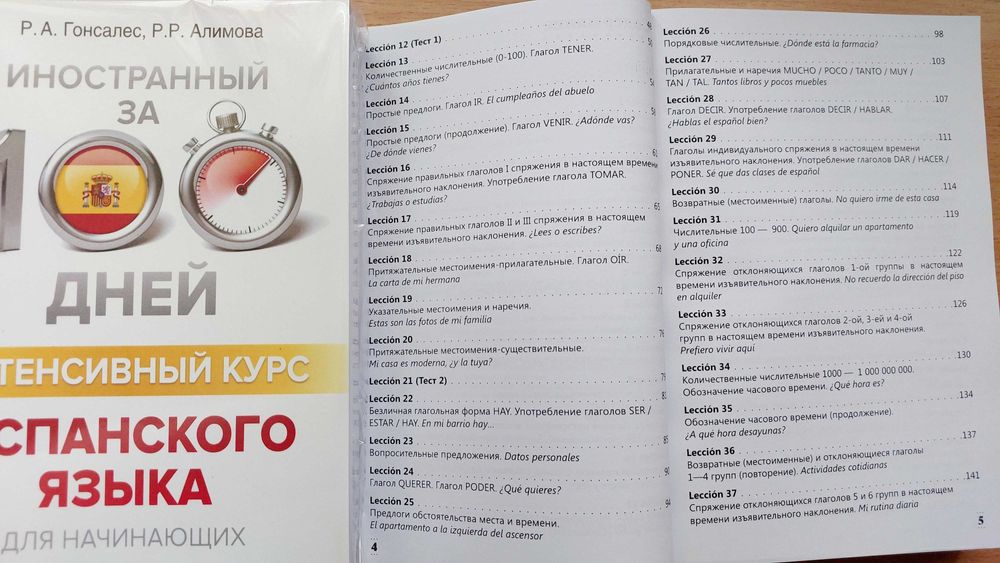 Р. А. Гонсалес, Р.Р. Алимова
ИНОСТРАННЫЙ
ЗА
100
ДНЕЙ
ТЕНСИВНЫЙ КУРС
СПАНСКОГО
ЯЗЫКА
ДЛЯ НАЧИНАЮЩИХ
Lección 12 (Тест 1)
Lección 13
Количественные числительные (0-100). Глагол TENER.
¿Cuántos años tienes?
Lección 14
Простые предлоги. Глагол IR. El cumpleaños del abuelo
Lección 15
Простые предлоги (продолжение). Глагол VENIR. ¿Adónde vas?
¿De dónde vienes?
Lección 16
Спряжение правильных глаголов I спряжения в настоящем времени
изъявительного наклонения. Употребление глагола TOMAR.
¿Trabajas o estudias?
Lección 17
Спряжение правильных глаголов II и III спряжения в настоящем
времени изъявительного наклонения. ¿Lees o escribes?
Lección 18
Притяжательные местоимения-прилагательные. Глагол OÍR.
La carta de mi hermana
Lección 19
Указательные местоимения и наречия.
Estas son las fotos de mi familia
Lección 20
Притяжательные местоимения-существительные.
Mi casa es moderna, ¿y la tuya?
Lección 21 (Тест 2)
Lección 22
Безличная глагольная форма HAY. Употребление глаголов SER /
ESTAR / HAY. En mi barrio hay...
Lección 23
Вопросительные предложения. Datos personales
Lección 24
Глагол QUERER. Глагол PODER. ¿Qué quieres?
Lección 25
Предлоги обстоятельства места и времени.
El apartamento a la izquierda del ascensor
4
Lección 26 98
Порядковые числительные. ¿Dónde está la farmacia?
Lección 27 103
Прилагательные и наречия MUCHO / POCO / TANTO / MUY /
TAN / TAL. Tantos libros y pocos muebles
Lección 28 107
Глагол DECIR. Употребление глаголов DECIR / HABLAR.
¿Hablas el español bien?
Lección 29 111
Глаголы индивидуального спряжения в настоящем времени
изъявительного наклонения. Употребление глаголов DAR / HACER /
PONER. Sé que das clases de español
Lección 30 114
Возвратные (местоименные) глаголы. No quiero irme de esta casa
Lección 31 119
Числительные 100 — 900. Quiero alquilar un apartamento
y una oficina
Lección 32 122
Спряжение отклоняющихся глаголов 1-ой группы в настоящем
времени изъявительного наклонения. No recuerdo la dirección del piso
en alquiler
Lección 33 126
Спряжение отклоняющихся глаголов 2-ой, 3-ей и 4-ой
групп в настоящем времени изъявительного наклонения.
Prefiero vivir aquí
Lección 34 130
Количественные числительные 1000 — 1 000 000 000.
Обозначение часового времени. ¿Qué hora es?
Lección 35 134
Обозначение часового времени (продолжение).
¿A qué hora desayunas?
Lección 36 137
Возвратные (местоименные) и отклоняющиеся глаголы
1—4 групп (повторение). Actividades cotidianas
Lección 37 141
Спряжение отклоняющихся глаголов 5 и 6 групп в настоящем
времени изъявительного наклонения. Mi rutina diaria
5